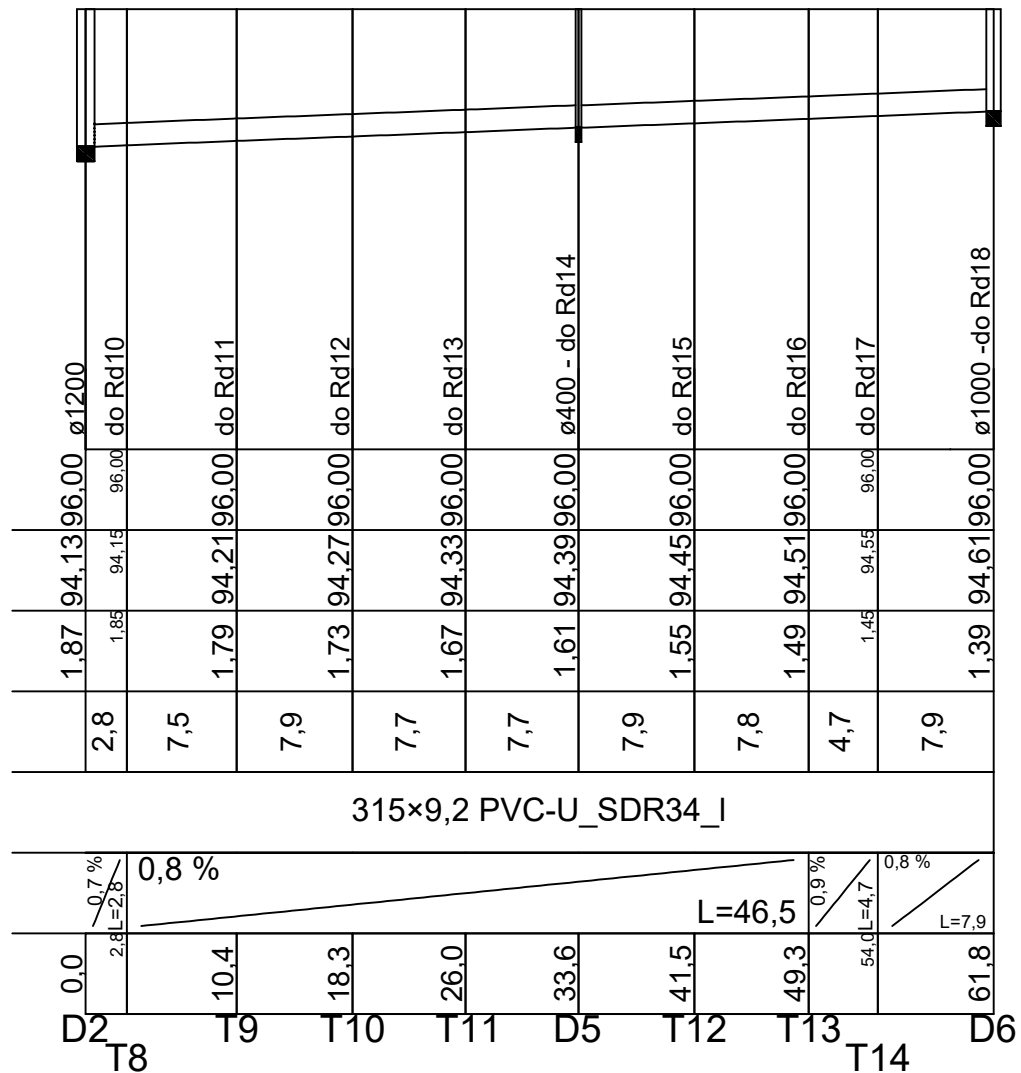 ø1200
do Rd10
do Rd11
do Rd12
do Rd13
ø400 - do Rd14
do Rd15
do Rd16
do Rd17
ø1000 -do Rd18
96,00
96,00
96,00
96,00
96,00
96,00
96,00
96,00
96,00
96,00
94,13
94,15
94,21
94,27
94,33
94,39
94,45
94,51
94,55
94,61
1,87
1,85
1,79
1,73
1,67
1,61
1,55
1,49
1,45
1,39
2,8
7,5
7,9
7,7
7,7
7,9
7,8
4,7
7,9
315×9,2 PVC-U_SDR34_l
0,7 %
L=2,8
0,8 %
L=46,5
0,9 %
L=4,7
0,8 %
L=7,9
0,0
2,8
10,4
18,3
26,0
33,6
41,5
49,3
54,0
61,8
D2
T8
T9
T10
T11
D5
T12
T13
T14
D6